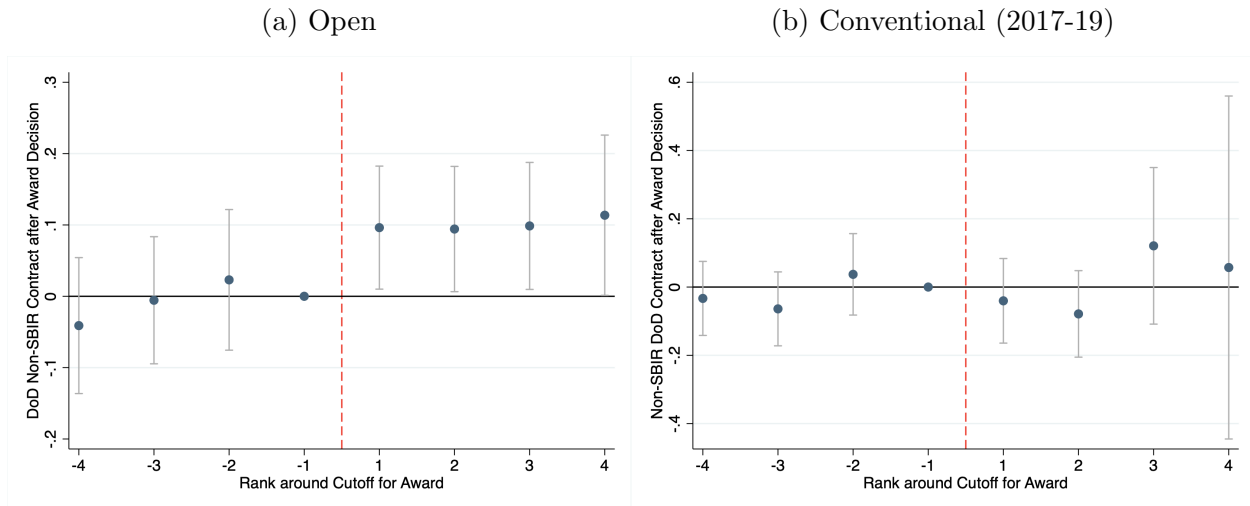 (a) Open
DoD Non-SBIR Contract after Award Decision
.3
.2
.1
0
-.1
-.2
-4 -3 -2 -1 1 2 3 4
Rank around Cutoff for Award
(b) Conventional (2017-19)
Non-SBIR DoD Contract after Award Decision
.6
.4
.2
0
-.2
-.4
-4 -3 -2 -1 1 2 3 4
Rank around Cutoff for Award